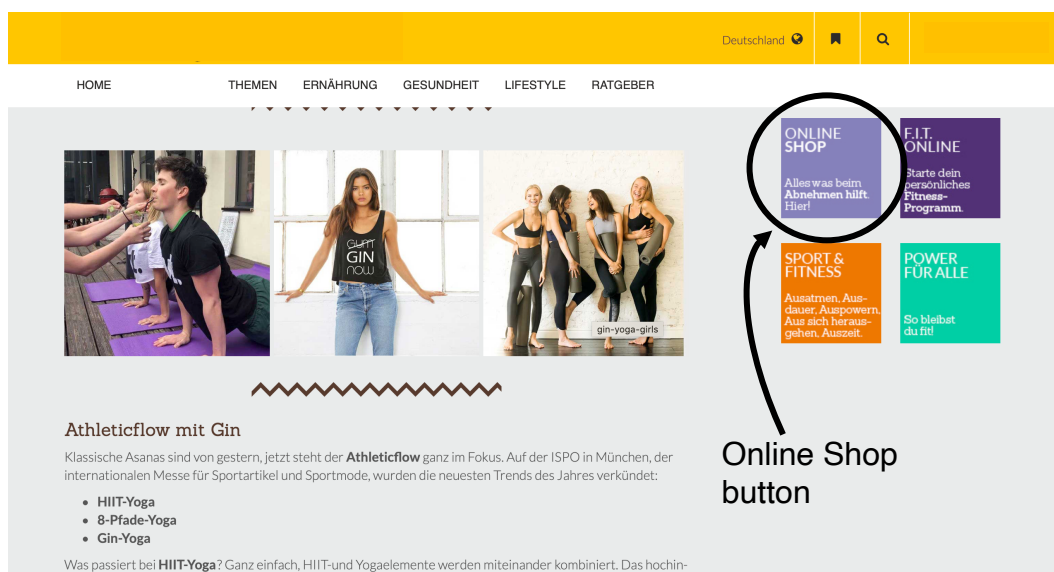 Deutschland
HOME THEMEN ERNÄHRUNG GESUNDHEIT LIFESTYLE RATGEBER
ONLINE
SHOP
Alles was beim
Abnehmen hilft.
Hier!
F.I.T.
ONLINE
Starte dein
persönliches
Fitness-
Programm.
GUM
GIN
NOW
gin-yoga-girls
SPORT &
FITNESS
Ausatmen, Aus-
dauer, Auspowern.
Aus sich heraus-
gehen, Auszeit.
POWER
FÜR ALLE
So bleibst
du fit!
Athleticflow mit Gin
Klassische Asanas sind von gestern, jetzt steht der Athleticflow ganz im Fokus. Auf der ISPO in München, der
internationalen Messe für Sportartikel und Sportmode, wurden die neuesten Trends des Jahres verkündet:
• HIIT-Yoga
• 8-Pfade-Yoga
• Gin-Yoga
Was passiert bei HIIT-Yoga? Ganz einfach, HIIT-und Yogaelemente werden miteinander kombiniert. Das hochin-
Online Shop
button